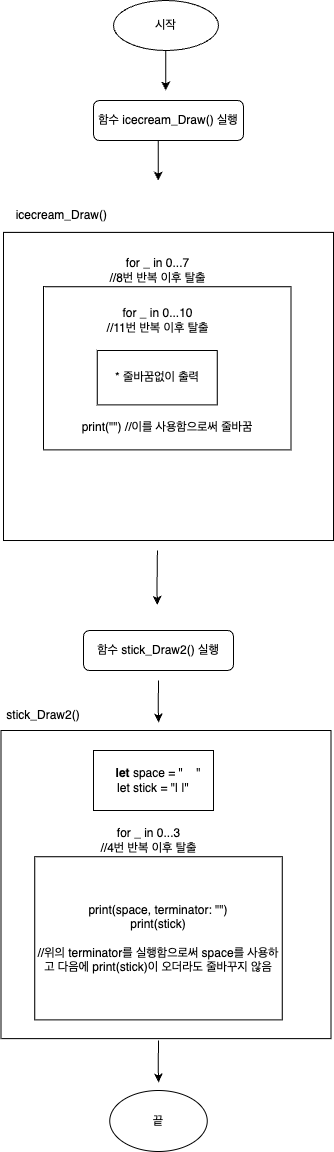 시작
함수 icecream_Draw() 실행
icecream_Draw()
for _ in 0...7
//8번 반복 이후 탈출
for _ in 0...10
//11번 반복 이후 탈출
* 줄바꿈없이 출력
print("") //이를 사용함으로써 줄바꿈
함수 stick_Draw2() 실행
stick_Draw2()
let space = "    "
let stick = "| |"
for _ in 0...3
//4번 반복 이후 탈출
print(space, terminator: "")
print(stick)
//위의 terminator를 실행함으로써 space를 사용하
고 다음에 print(stick)이 오더라도 줄바꾸지 않음
끝